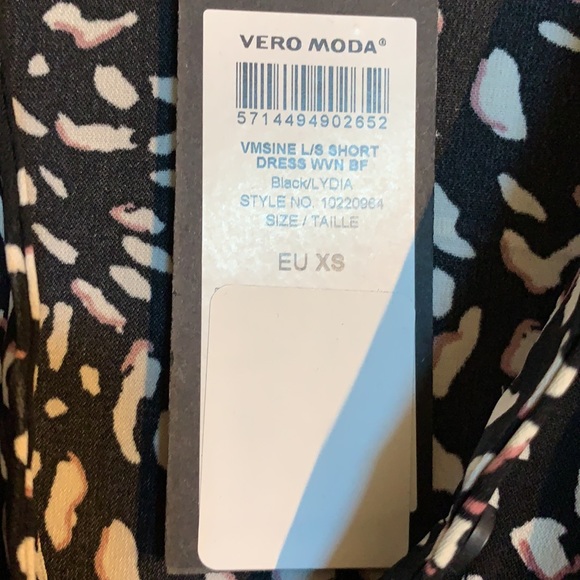 VERO MODA®
5714494902652
VMSINE L/S SHORT
DRESS WVN BF
Black/LYDIA
STYLE NO. 10220964
SIZE / TAILLE
EU XS